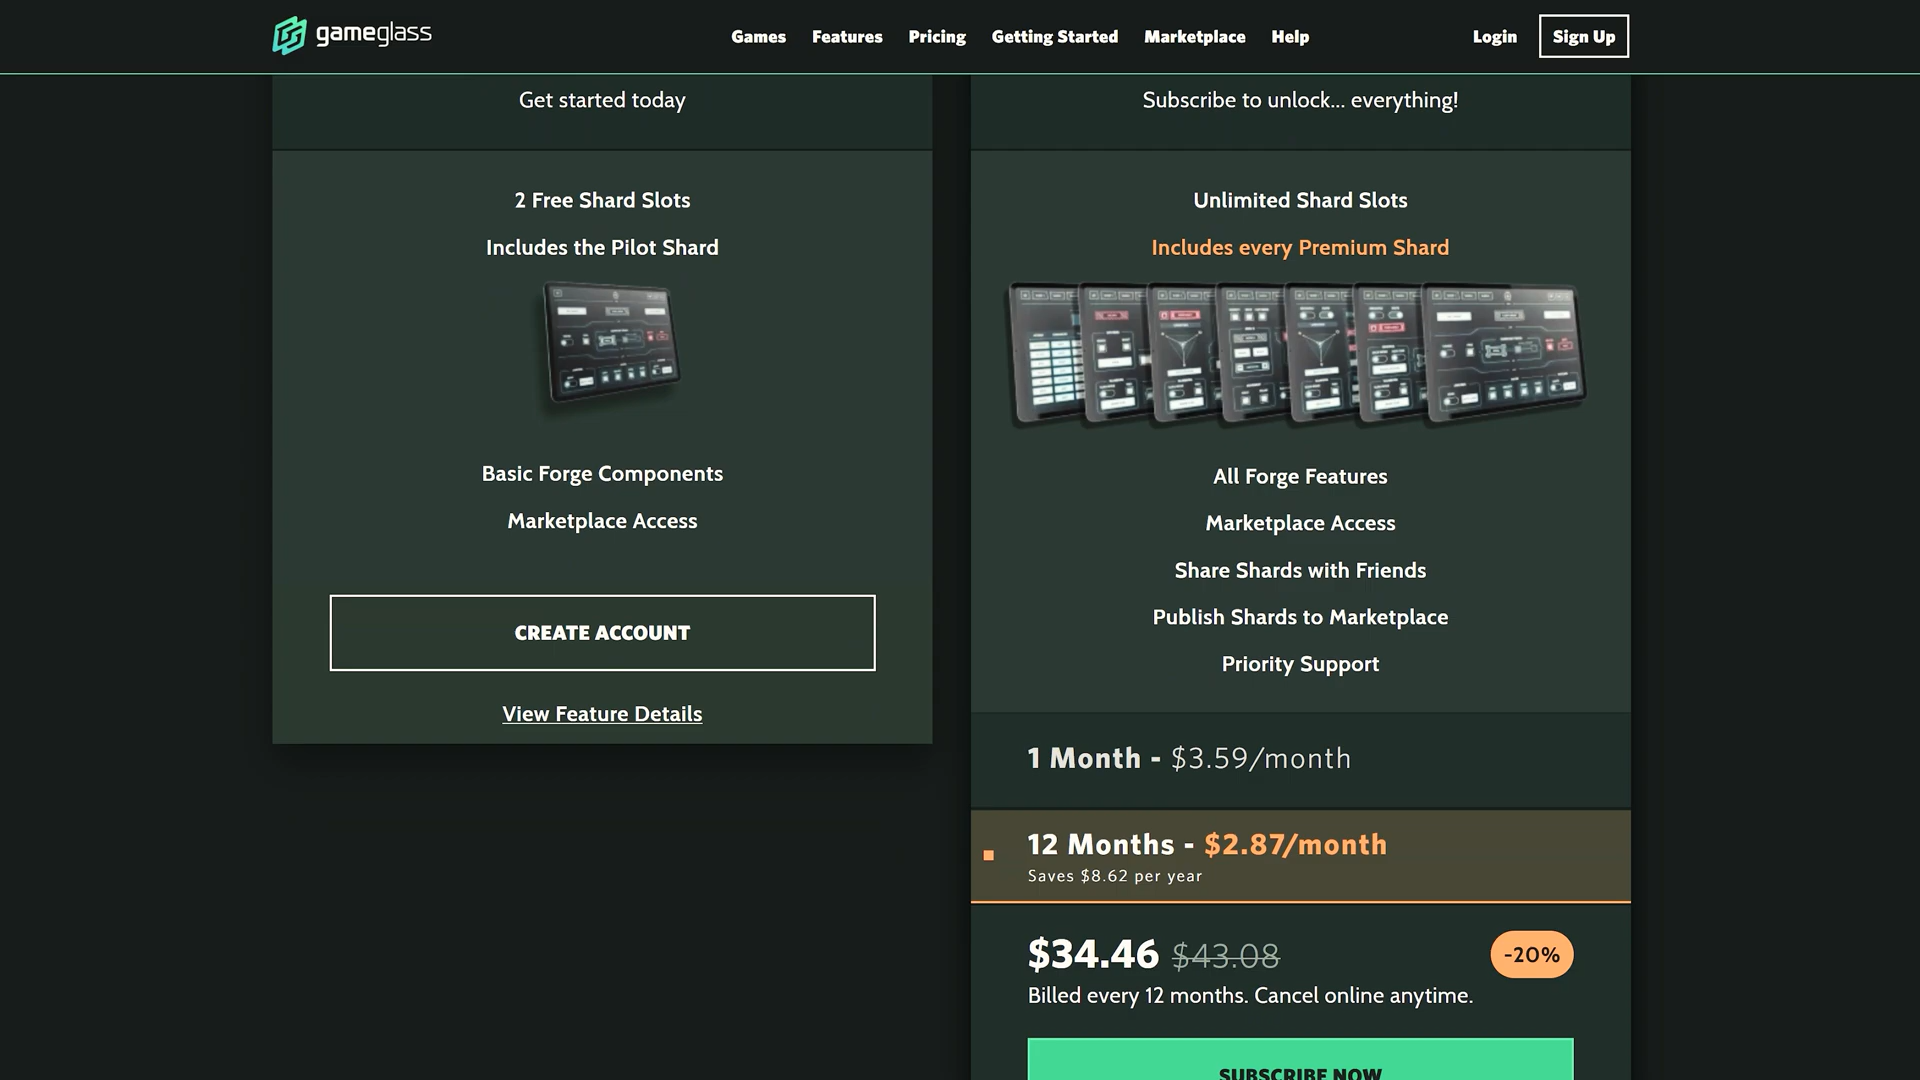 gameglass
Games
Features
Pricing
Getting Started
Marketplace
Help
Login
Sign Up
Get started today
2 Free Shard Slots
Includes the Pilot Shard
Basic Forge Components
Marketplace Access
CREATE ACCOUNT
View Feature Details
Subscribe to unlock... everything!
Unlimited Shard Slots
Includes every Premium Shard
All Forge Features
Marketplace Access
Share Shards with Friends
Publish Shards to Marketplace
Priority Support
1 Month - $3.59/month
12 Months - $2.87/month
Saves $8.62 per year
$34.46 $43.08
-20%
Billed every 12 months. Cancel online anytime.
SUBSCRIBE NOW